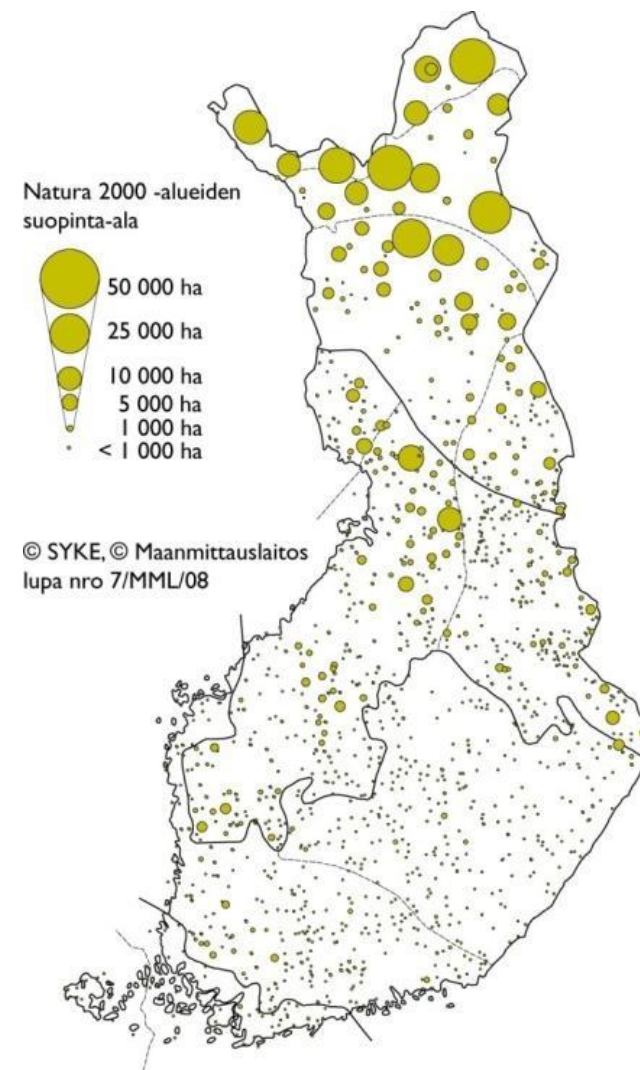 Natura 2000 -alueiden
suopinta-ala
50 000 ha
25 000 ha
10 000 ha
5 000 ha
1 000 ha
< 1 000 ha
© SYKE, © Maanmittauslaitos
lupa nro 7/MML/08